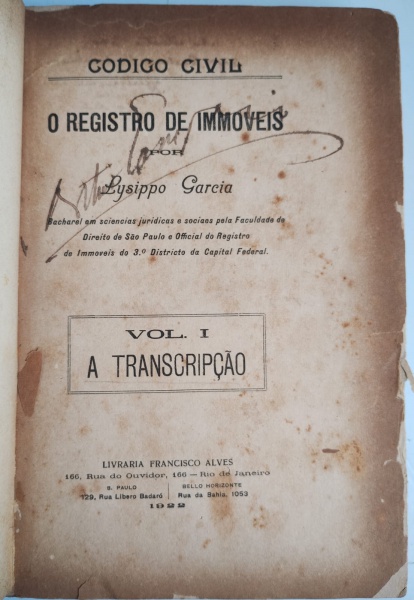 CODIGO CIVIL
O REGISTRO DE IMMOVEIS
POR
Lysippo Garcia
Bacharel em sciencias juridicas e sociaes pela Faculdade de
Direito de São Paulo e Official do Registro
de Immoveis do 3.º Districto da Capital Federal.
VOL. I
A TRANSCRIPÇÃO
LIVRARIA FRANCISCO ALVES
166, Rua do Ouvidor, 166 — Rio de Janeiro
S. PAULO
129, Rua Libero Badaró
BELLO HORIZONTE
Rua da Bahia, 1053
1922